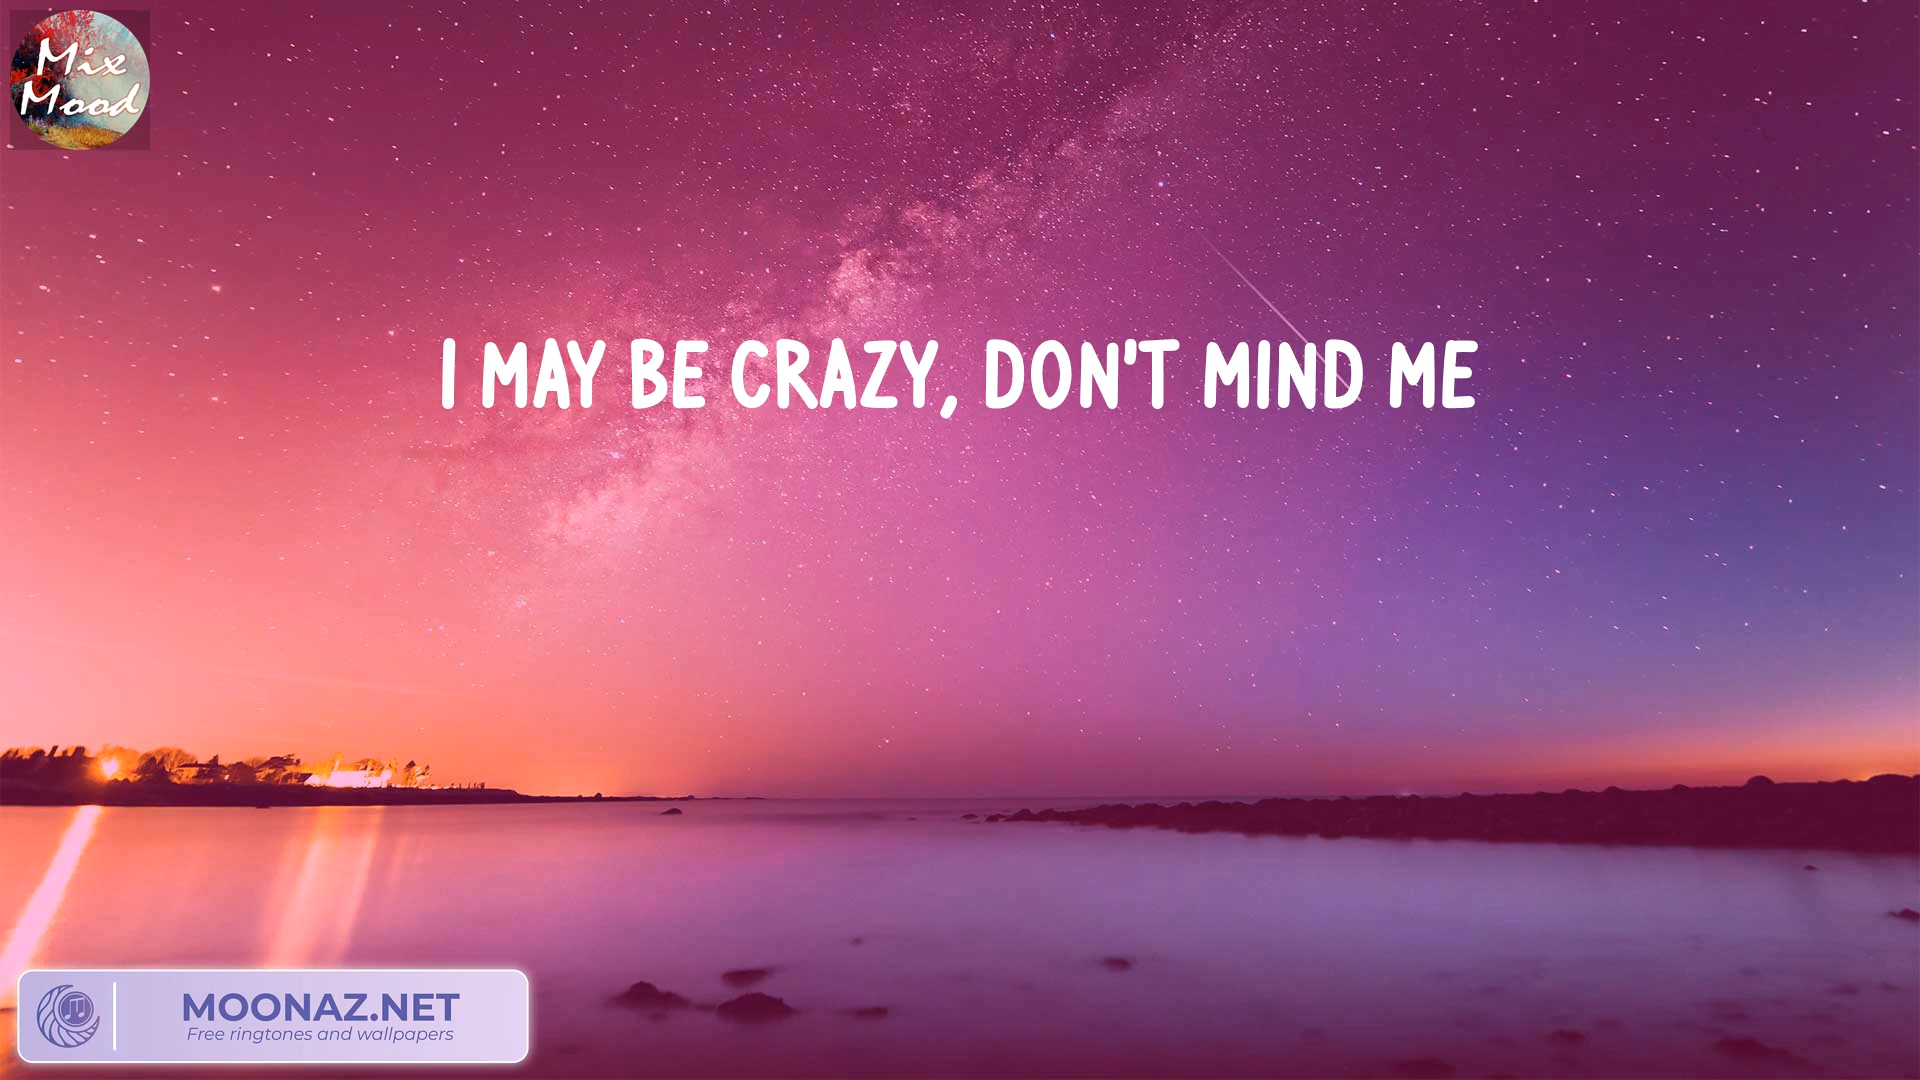 Mix
Mood
I MAY BE CRAZY, DON'T MIND ME
MOONAZ.NET
Free ringtones and wallpapers